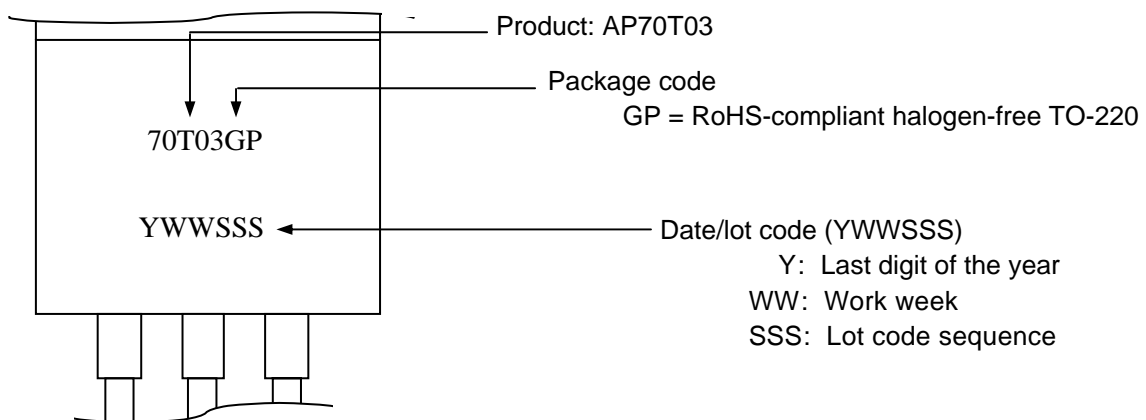 Product: AP70T03
Package code
GP = RoHS-compliant halogen-free TO-220
70T03GP
YWWSSS
Date/lot code (YWWSSS)
Y: Last digit of the year
WW: Work week
SSS: Lot code sequence